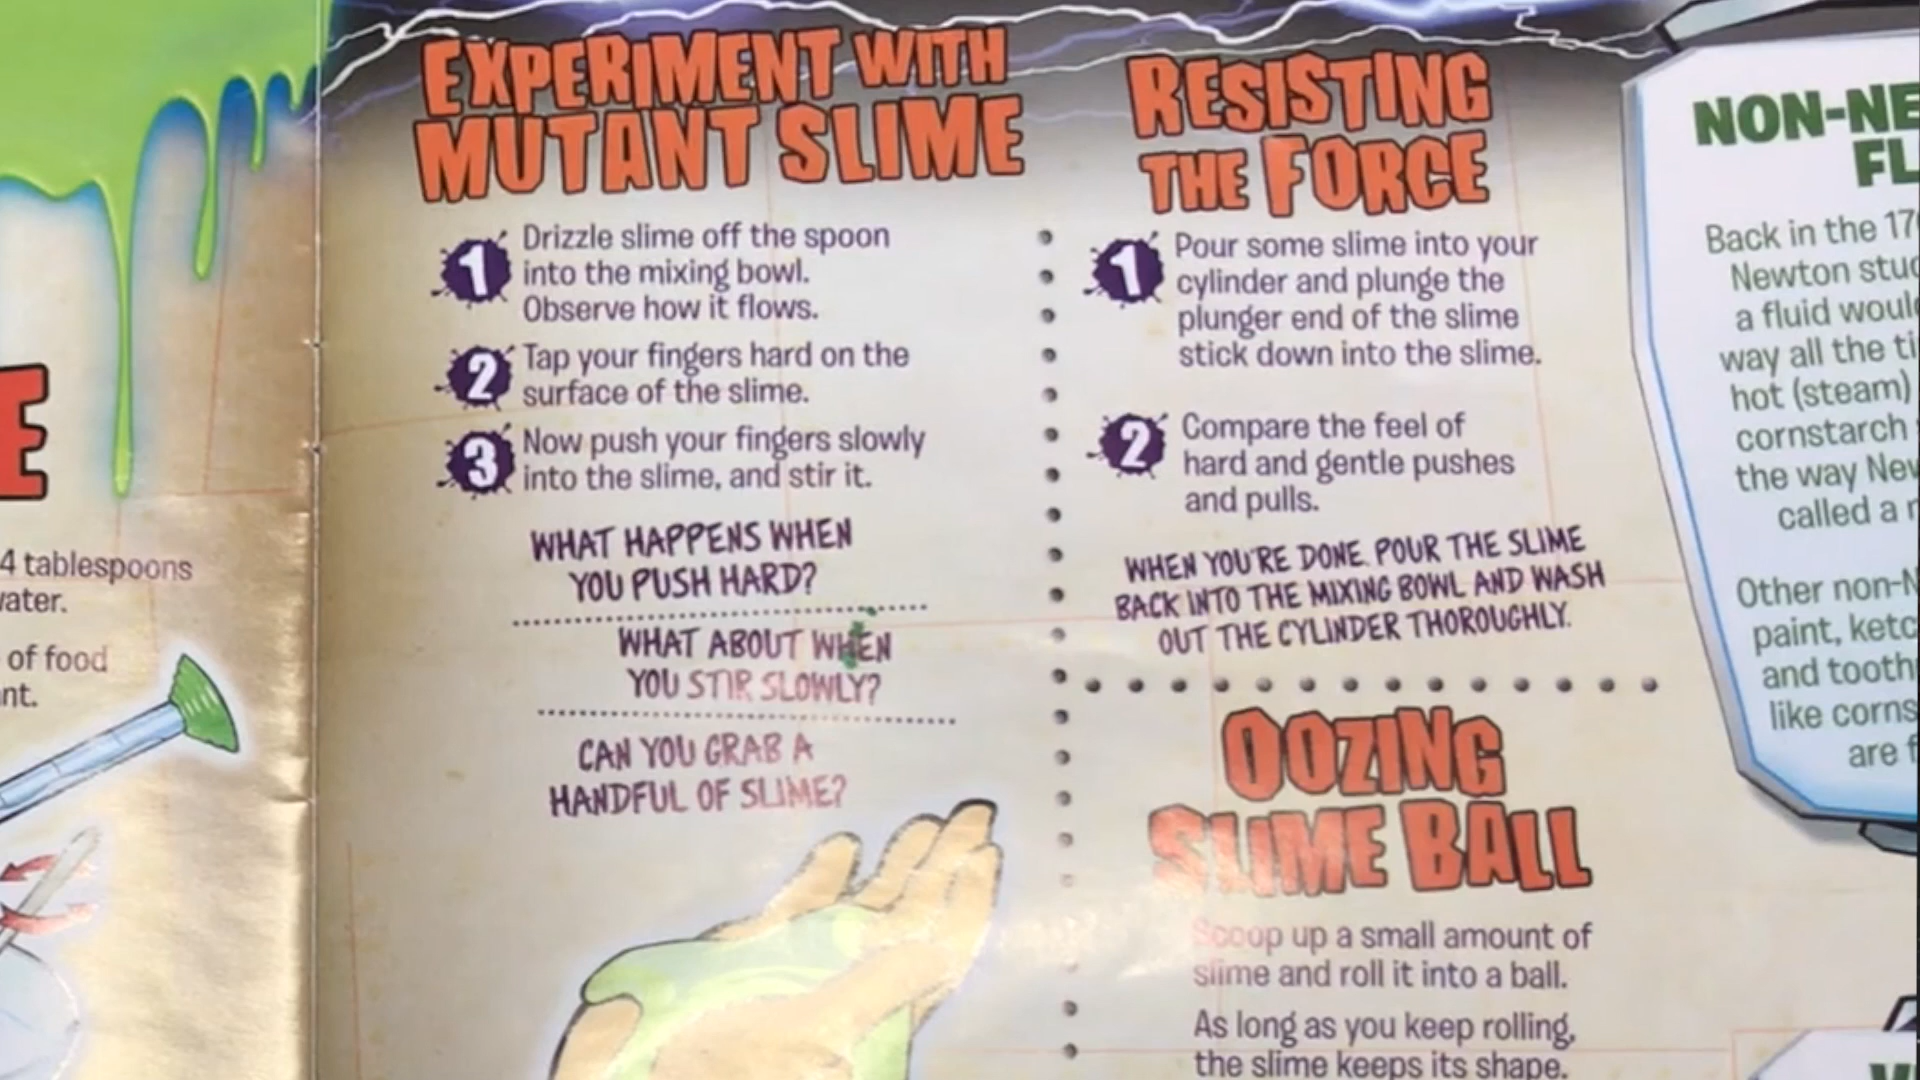 E
4 tablespoons
water.
of food
EXPERIMENT WITH
MUTANT SLIME
1
Drizzle slime off the spoon
into the mixing bowl.
Observe how it flows.
2
Tap your fingers hard on the
surface of the slime.
3
Now push your fingers slowly
into the slime, and stir it.
WHAT HAPPENS WHEN
YOU PUSH HARD?
WHAT ABOUT WHEN
YOU STIR SLOWLY?
CAN YOU GRAB A
HANDFUL OF SLIME?
RESISTING
THE FORCE
1
Pour some slime into your
cylinder and plunge the
plunger end of the slime
stick down into the slime.
2
Compare the feel of
hard and gentle pushes
and pulls.
WHEN YOU'RE DONE, POUR THE SLIME
BACK INTO THE MIXING BOWL AND WASH
OUT THE CYLINDER THOROUGHLY.
OOZING
SLIME BALL
Scoop up a small amount of
slime and roll it into a ball.
As long as you keep rolling,
the slime keeps its shape.
NON-NE
FL
Back in the 17
Newton stud
a fluid would
way all the ti
hot (steam)
cornstarch
the way New
called a
Other non-N
paint, ketc
and tooth
like corns
are f